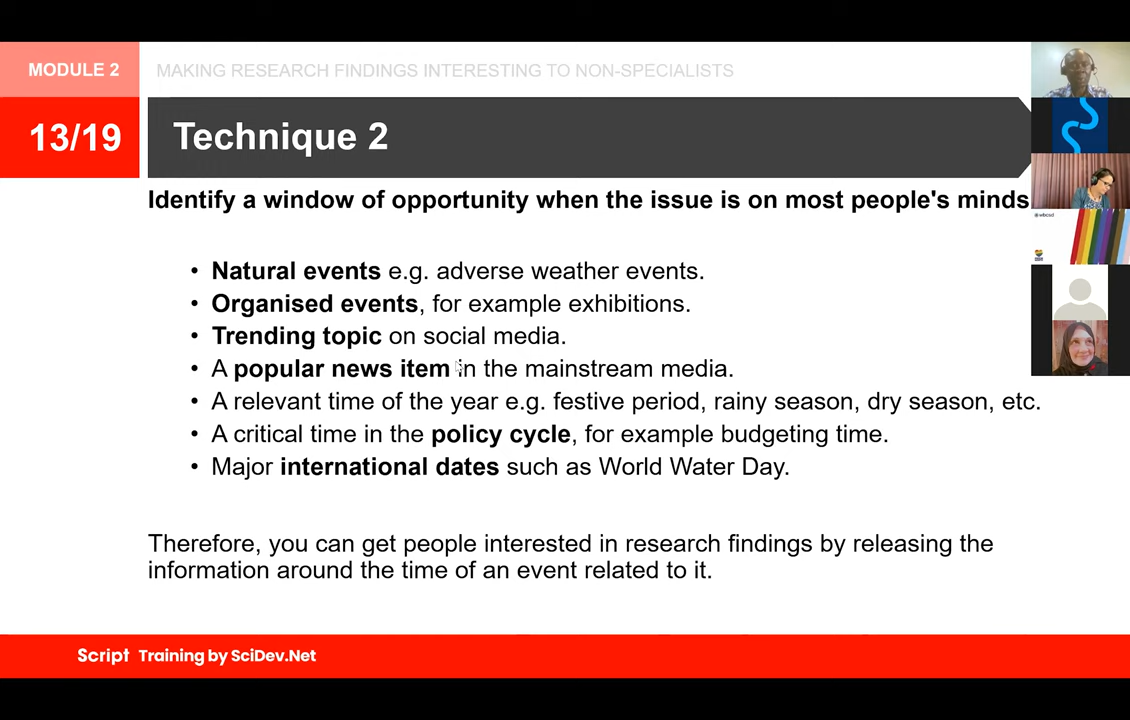 MODULE 2
MAKING RESEARCH FINDINGS INTERESTING TO NON-SPECIALISTS
13/19
Technique 2
Identify a window of opportunity when the issue is on most people's minds
• Natural events e.g. adverse weather events.
• Organised events, for example exhibitions.
• Trending topic on social media.
• A popular news item in the mainstream media.
• A relevant time of the year e.g. festive period, rainy season, dry season, etc.
• A critical time in the policy cycle, for example budgeting time.
• Major international dates such as World Water Day.
Therefore, you can get people interested in research findings by releasing the
information around the time of an event related to it.
Script Training by SciDev.Net
wbcsd